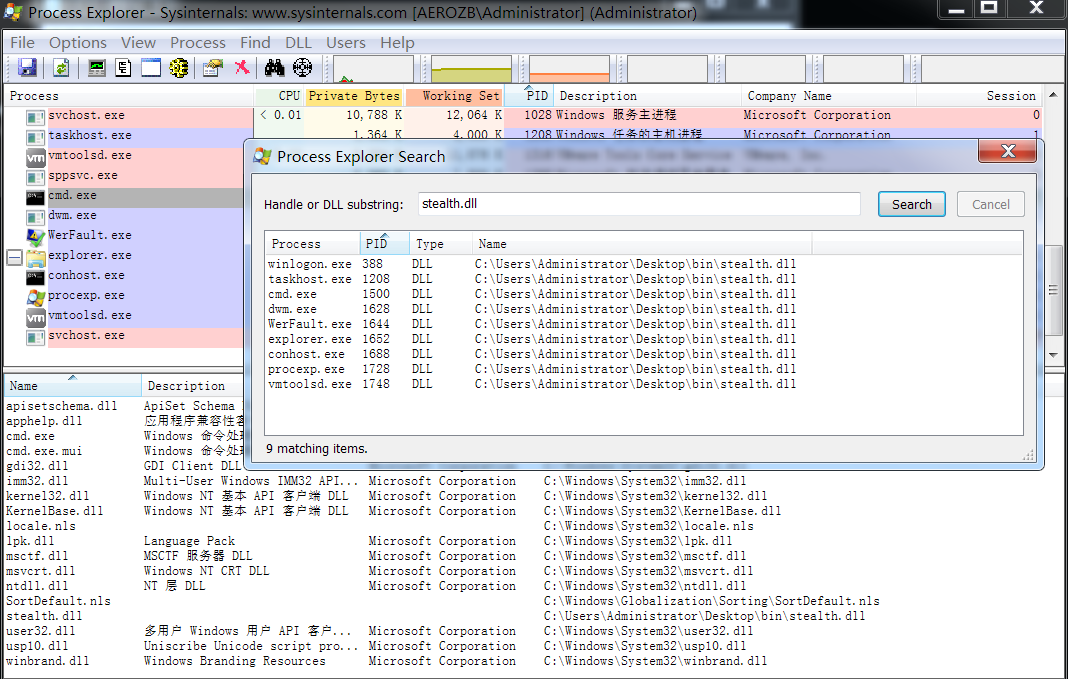 Process Explorer - Sysinternals: www.sysinternals.com [AEROZB\Administrator] (Administrator)
File Options View Process Find DLL Users Help
Process CPU Private Bytes Working Set PID Description Company Name Session
svchost.exe < 0.01 10,788 K 12,064 K 1028 Windows 服务主进程 Microsoft Corporation 0
taskhost.exe 1,364 K 4,000 K 1208 Windows 任务的主机进程 Microsoft Corporation 1
vmtoolsd.exe
sppsvc.exe
cmd.exe
dwm.exe
WerFault.exe
explorer.exe
conhost.exe
procexp.exe
vmtoolsd.exe
svchost.exe
Process Explorer Search
Handle or DLL substring: stealth.dll Search Cancel
Process PID Type Name
winlogon.exe 388 DLL C:\Users\Administrator\Desktop\bin\stealth.dll
taskhost.exe 1208 DLL C:\Users\Administrator\Desktop\bin\stealth.dll
cmd.exe 1500 DLL C:\Users\Administrator\Desktop\bin\stealth.dll
dwm.exe 1628 DLL C:\Users\Administrator\Desktop\bin\stealth.dll
WerFault.exe 1644 DLL C:\Users\Administrator\Desktop\bin\stealth.dll
explorer.exe 1652 DLL C:\Users\Administrator\Desktop\bin\stealth.dll
conhost.exe 1688 DLL C:\Users\Administrator\Desktop\bin\stealth.dll
procexp.exe 1728 DLL C:\Users\Administrator\Desktop\bin\stealth.dll
vmtoolsd.exe 1748 DLL C:\Users\Administrator\Desktop\bin\stealth.dll
9 matching items.
Name Description
apisetschema.dll ApiSet Schema
apphelp.dll 应用程序兼容性客
cmd.exe Windows 命令处理
cmd.exe.mui Windows 命令处理
gdi32.dll GDI Client DLL
imm32.dll Multi-User Windows IMM32 API... Microsoft Corporation C:\Windows\System32\imm32.dll
kernel32.dll Windows NT 基本 API 客户端 DLL Microsoft Corporation C:\Windows\System32\kernel32.dll
KernelBase.dll Windows NT 基本 API 客户端 DLL Microsoft Corporation C:\Windows\System32\KernelBase.dll
locale.nls C:\Windows\System32\locale.nls
lpk.dll Language Pack Microsoft Corporation C:\Windows\System32\lpk.dll
msctf.dll MSCTF 服务器 DLL Microsoft Corporation C:\Windows\System32\msctf.dll
msvcrt.dll Windows NT CRT DLL Microsoft Corporation C:\Windows\System32\msvcrt.dll
ntdll.dll NT 层 DLL Microsoft Corporation C:\Windows\System32\ntdll.dll
SortDefault.nls C:\Windows\Globalization\Sorting\SortDefault.nls
stealth.dll C:\Users\Administrator\Desktop\bin\stealth.dll
user32.dll 多用户 Windows 用户 API 客户... Microsoft Corporation C:\Windows\System32\user32.dll
usp10.dll Uniscribe Unicode script pro... Microsoft Corporation C:\Windows\System32\usp10.dll
winbrand.dll Windows Branding Resources Microsoft Corporation C:\Windows\System32\winbrand.dll